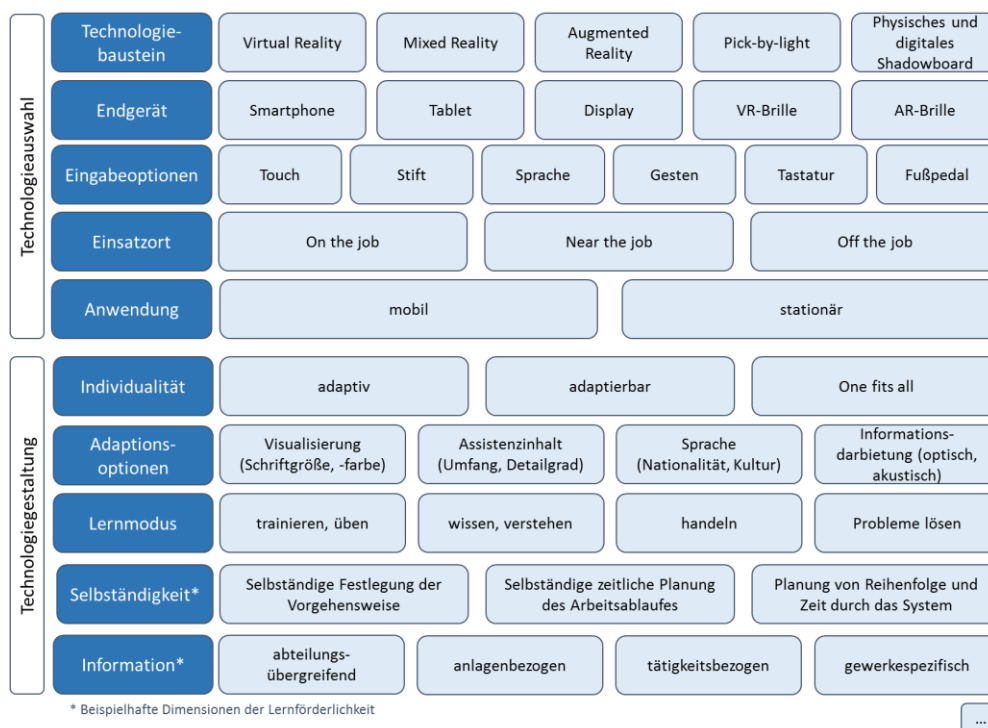 Technologieauswahl
Technologie-
baustein
Virtual Reality
Mixed Reality
Augmented
Reality
Pick-by-light
Physisches und
digitales
Shadowboard
Endgerät
Smartphone
Tablet
Display
VR-Brille
AR-Brille
Eingabeoptionen
Touch
Stift
Sprache
Gesten
Tastatur
Fußpedal
Einsatzort
On the job
Near the job
Off the job
Anwendung
mobil
stationär
Technologiegestaltung
Individualität
adaptiv
adaptierbar
One fits all
Adaptions-
optionen
Visualisierung
(Schriftgröße, -farbe)
Assistenzinhalt
(Umfang, Detailgrad)
Sprache
(Nationalität, Kultur)
Informations-
darbietung (optisch,
akustisch)
Lernmodus
trainieren, üben
wissen, verstehen
handeln
Probleme lösen
Selbständigkeit*
Selbständige Festlegung der
Vorgehensweise
Selbständige zeitliche Planung
des Arbeitsablaufes
Planung von Reihenfolge und
Zeit durch das System
Information*
abteilungs-
übergreifend
anlagenbezogen
tätigkeitsbezogen
gewerkespezifisch
* Beispielhafte Dimensionen der Lernförderlichkeit
...